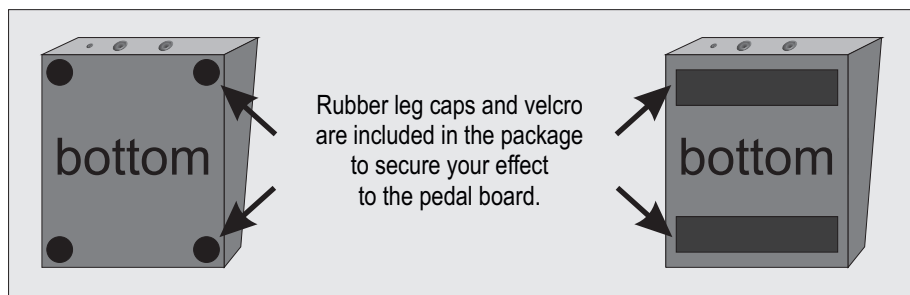 bottom
Rubber leg caps and velcro
are included in the package
to secure your effect
to the pedal board.
bottom